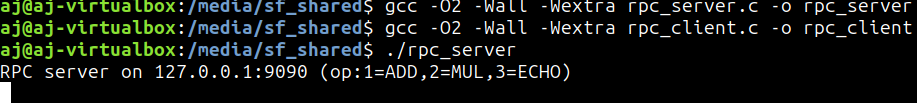 aj@aj-virtualbox:/media/sf_shared$ gcc -O2 -Wall -Wextra rpc_server.c -o rpc_server
aj@aj-virtualbox:/media/sf_shared$ gcc -O2 -Wall -Wextra rpc_client.c -o rpc_client
aj@aj-virtualbox:/media/sf_shared$ ./rpc_server
RPC server on 127.0.0.1:9090 (op:1=ADD,2=MUL,3=ECHO)